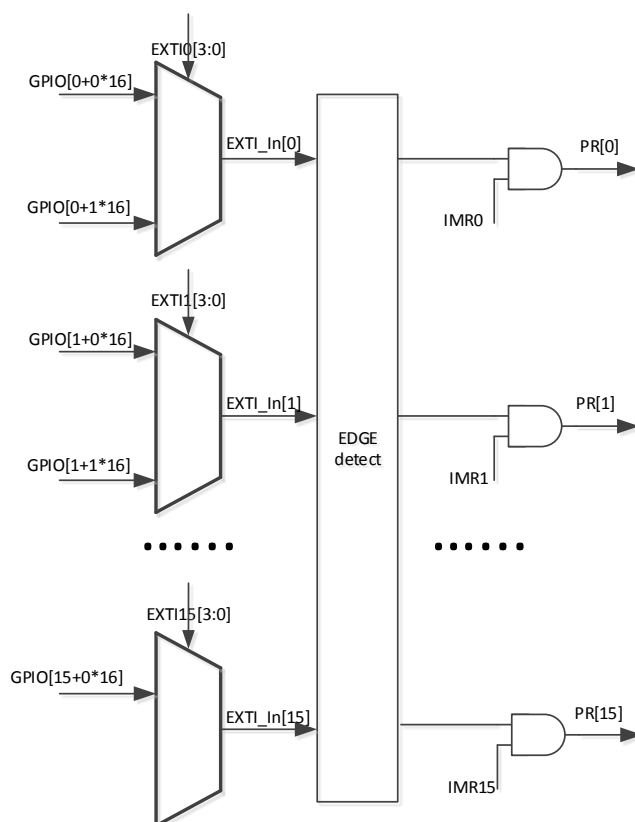 EXTI0[3:0]
GPIO[0+0*16]
EXTI_In[0]
PR[0]
GPIO[0+1*16]
IMR0
EXTI1[3:0]
GPIO[1+0*16]
EXTI_In[1]
PR[1]
EDGE
detect
GPIO[1+1*16]
IMR1
EXTI15[3:0]
GPIO[15+0*16]
EXTI_In[15]
PR[15]
IMR15